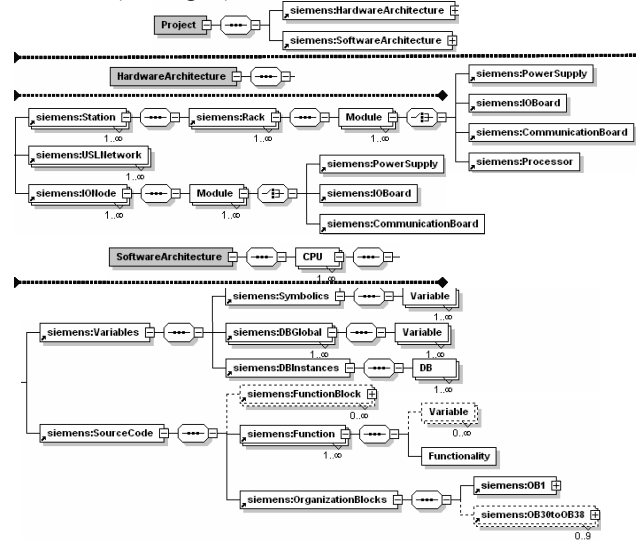 Project
siemens:HardwareArchitecture
siemens:SoftwareArchitecture
HardwareArchitecture
siemens:PowerSupply
siemens:IOBoard
siemens:Station
siemens:Rack
Module
1..∞
1..∞
1..∞
siemens:CommunicationBoard
siemens:USLINetwork
1..∞
siemens:Processor
siemens:PowerSupply
siemens:IONode
Module
siemens:IOBoard
1..∞
1..∞
siemens:CommunicationBoard
SoftwareArchitecture
CPU
1..∞
siemens:Symbolics
Variable
1..∞
siemens:Variables
siemens:DBGlobal
Variable
1..∞
1..∞
siemens:DBInstances
DB
1..∞
siemens:FunctionBlock
0..∞
Variable
0..∞
siemens:SourceCode
siemens:Function
1..∞
Functionality
siemens:OB1
siemens:OrganizationBlocks
siemens:OB30toOB38
0..9